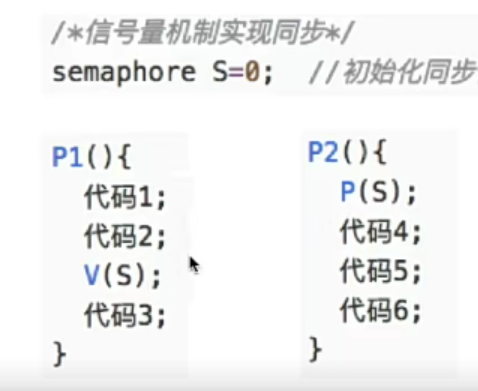 /*信号量机制实现同步*/
semaphore S=0;  //初始化同步
P1(){
代码1;
代码2;
V(S);
代码3;
}
P2(){
P(S);
代码4;
代码5;
代码6;
}